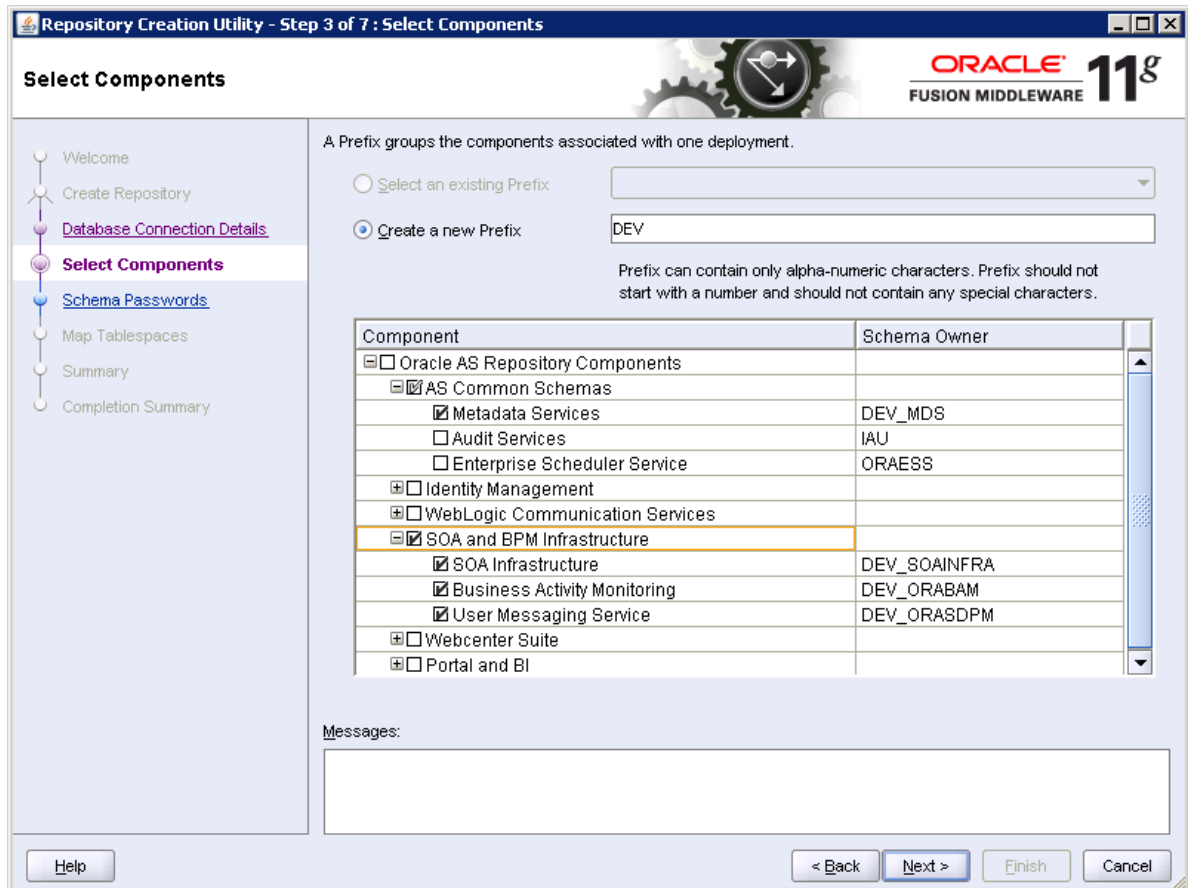 Repository Creation Utility - Step 3 of 7 : Select Components
Select Components
ORACLE
FUSION MIDDLEWARE
11g
Welcome
Create Repository
Database Connection Details
Select Components
Schema Passwords
Map Tablespaces
Summary
Completion Summary
A Prefix groups the components associated with one deployment.
Select an existing Prefix
Create a new Prefix DEV
Prefix can contain only alpha-numeric characters. Prefix should not
start with a number and should not contain any special characters.
Component Schema Owner
Oracle AS Repository Components
AS Common Schemas
Metadata Services DEV_MDS
Audit Services IAU
Enterprise Scheduler Service ORAESS
Identity Management
WebLogic Communication Services
SOA and BPM Infrastructure
SOA Infrastructure DEV_SOAINFRA
Business Activity Monitoring DEV_ORABAM
User Messaging Service DEV_ORASDPM
Webcenter Suite
Portal and BI
Messages:
Help < Back Next > Finish Cancel